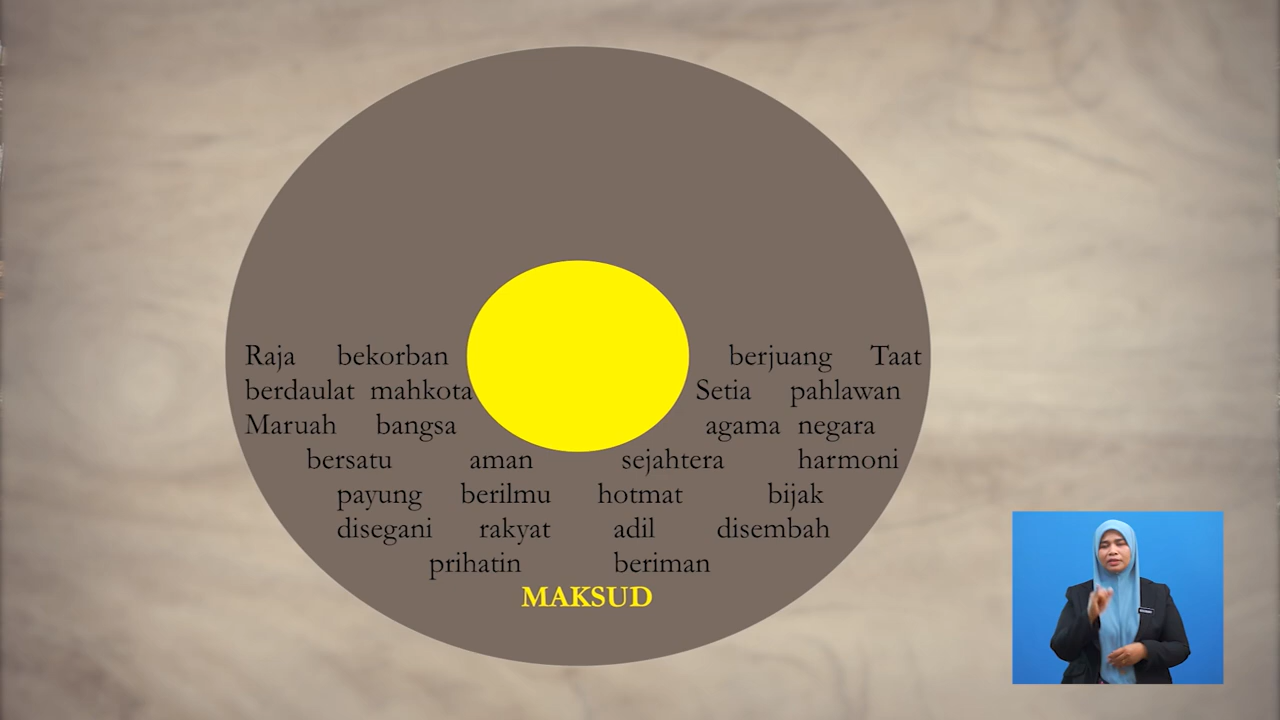 Raja bekorban berjuang Taat
berdaulat mahkota Setia pahlawan
Maruah bangsa agama negara
bersatu aman sejahtera harmoni
payung berilmu hotmat bijak
disegani rakyat adil disembah
prihatin beriman
MAKSUD